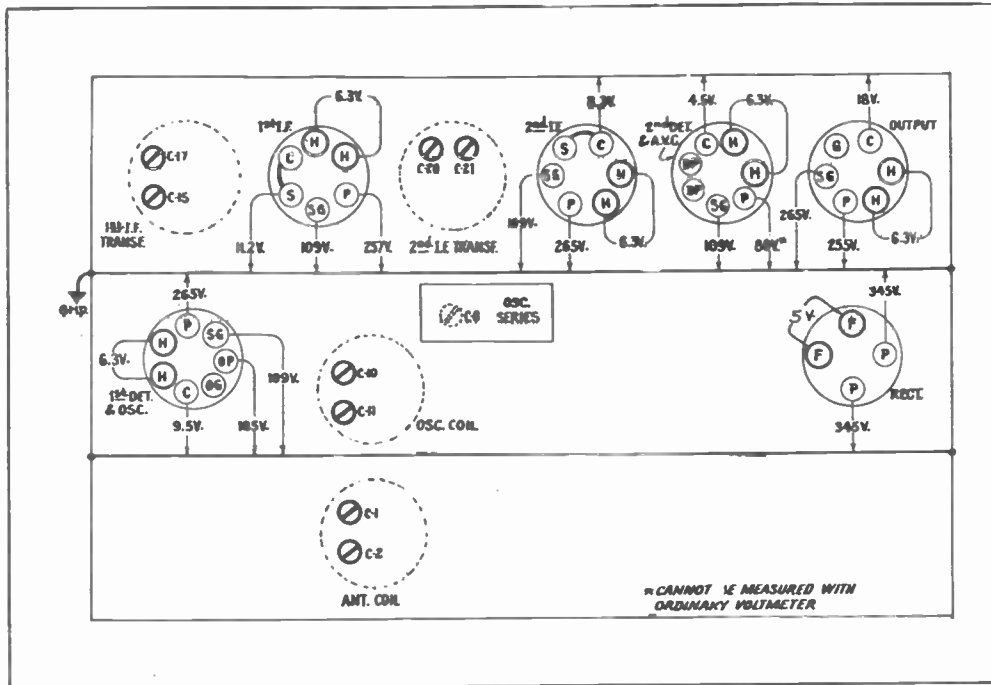 6.3V.
8.3V.
4.5V.
6.3V.
18V.
1st I.F.
2nd I.F.
2nd DET.
& A.V.C.
OUTPUT
C-17
C-15
H
H
C
S
SG
P
C-20
C-21
S
C
SG
H
P
H
C
H
H
SG
P
G
C
SG
H
P
H
1st I.F.
TRANSF.
11.2V.
109V.
257V.
2nd I.F. TRANSF.
109V.
265V.
6.3V.
109V.
80V.*
265V.
255V.
6.3V.
GND.
265V.
345V.
OSC.
SERIES
5V.
P
SG
H
OP
H
OG
C
F
F
P
P
6.3V.
109V.
1st DET.
& OSC.
9.5V.
185V.
C-10
C-11
OSC. COIL
RECT.
345V.
C-1
C-2
ANT. COIL
* CANNOT BE MEASURED WITH
ORDINARY VOLTMETER